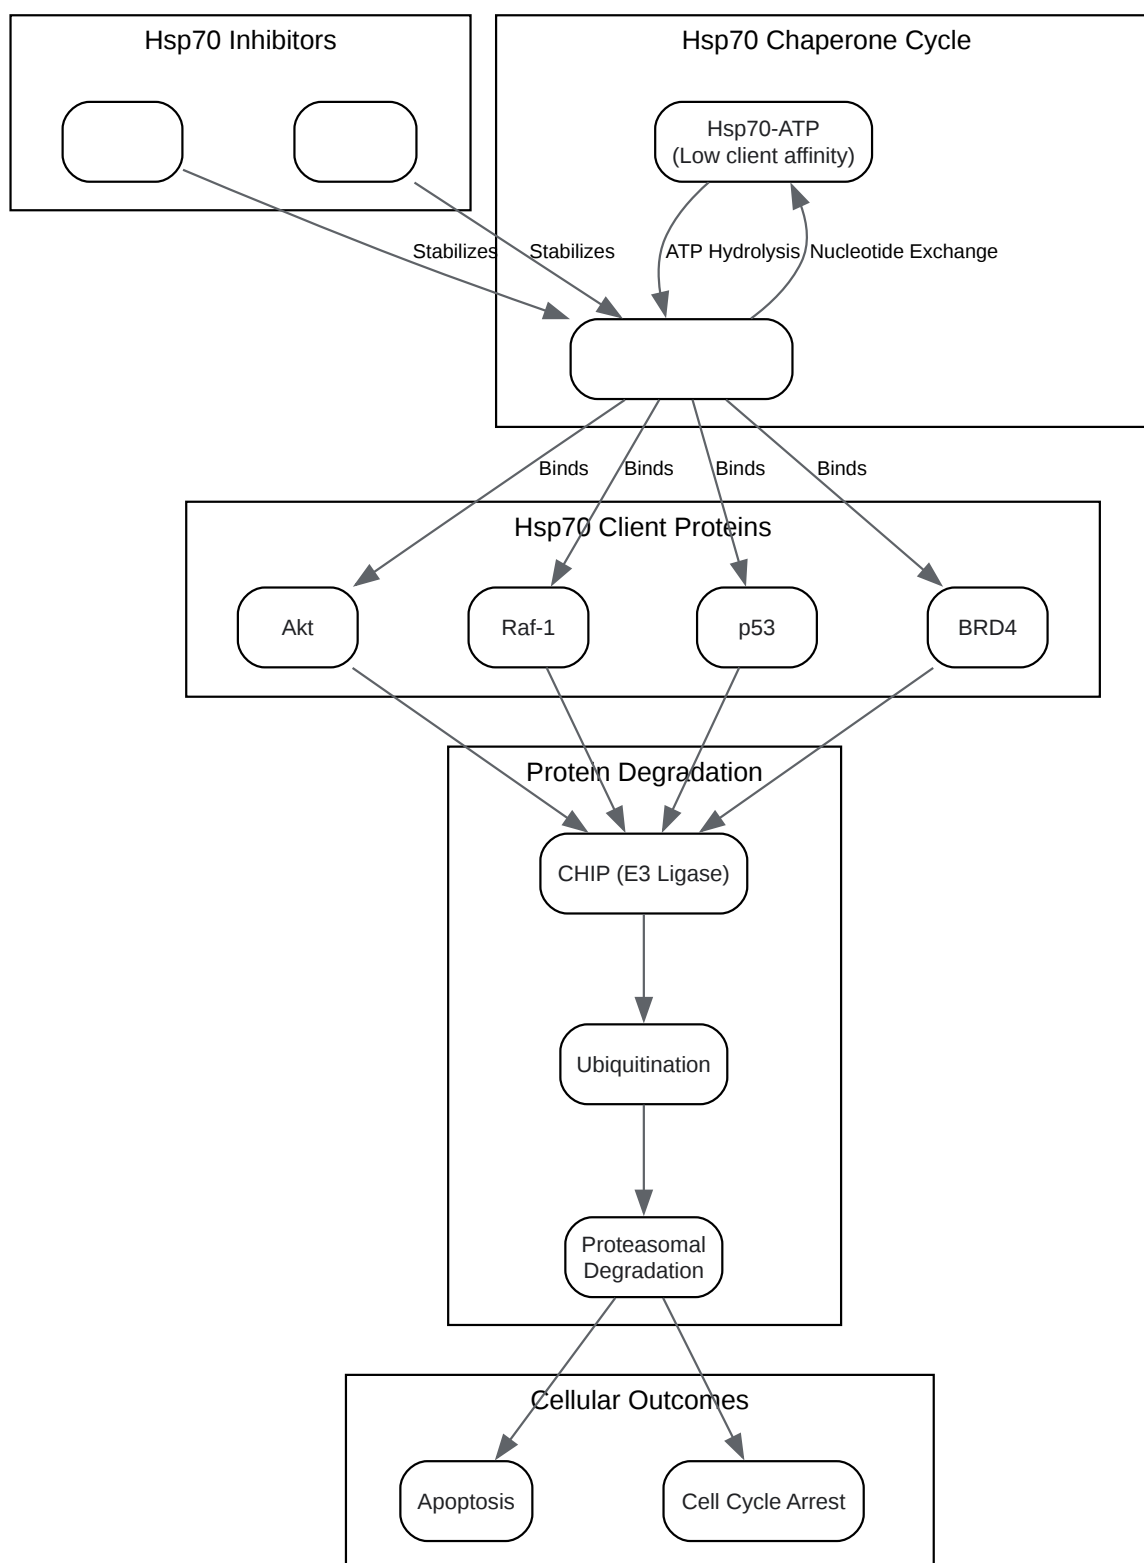 Hsp70 Inhibitors
Hsp70 Chaperone Cycle
Hsp70-ATP
(Low client affinity)
Stabilizes
Stabilizes
ATP Hydrolysis
Nucleotide Exchange
Binds
Binds
Binds
Binds
Hsp70 Client Proteins
Akt
Raf-1
p53
BRD4
Protein Degradation
CHIP (E3 Ligase)
Ubiquitination
Proteasomal
Degradation
Cellular Outcomes
Apoptosis
Cell Cycle Arrest